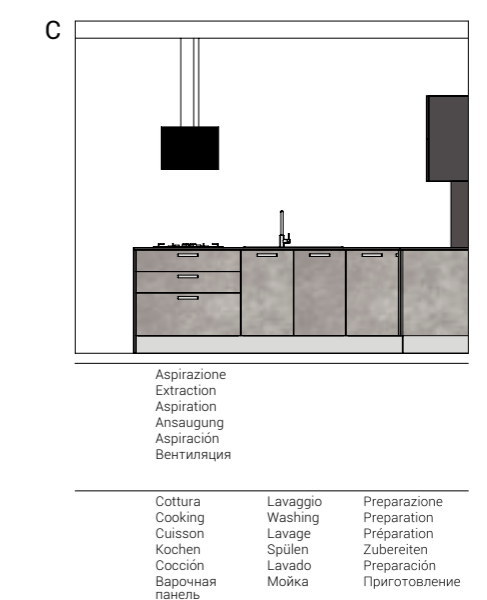 C
Aspirazione
Extraction
Aspiration
Ansaugung
Aspiración
Вентиляция
Cottura
Cooking
Cuisson
Kochen
Cocción
Варочная
панель
Lavaggio
Washing
Lavage
Spülen
Lavado
Мойка
Preparazione
Preparation
Préparation
Zubereiten
Preparación
Приготовление